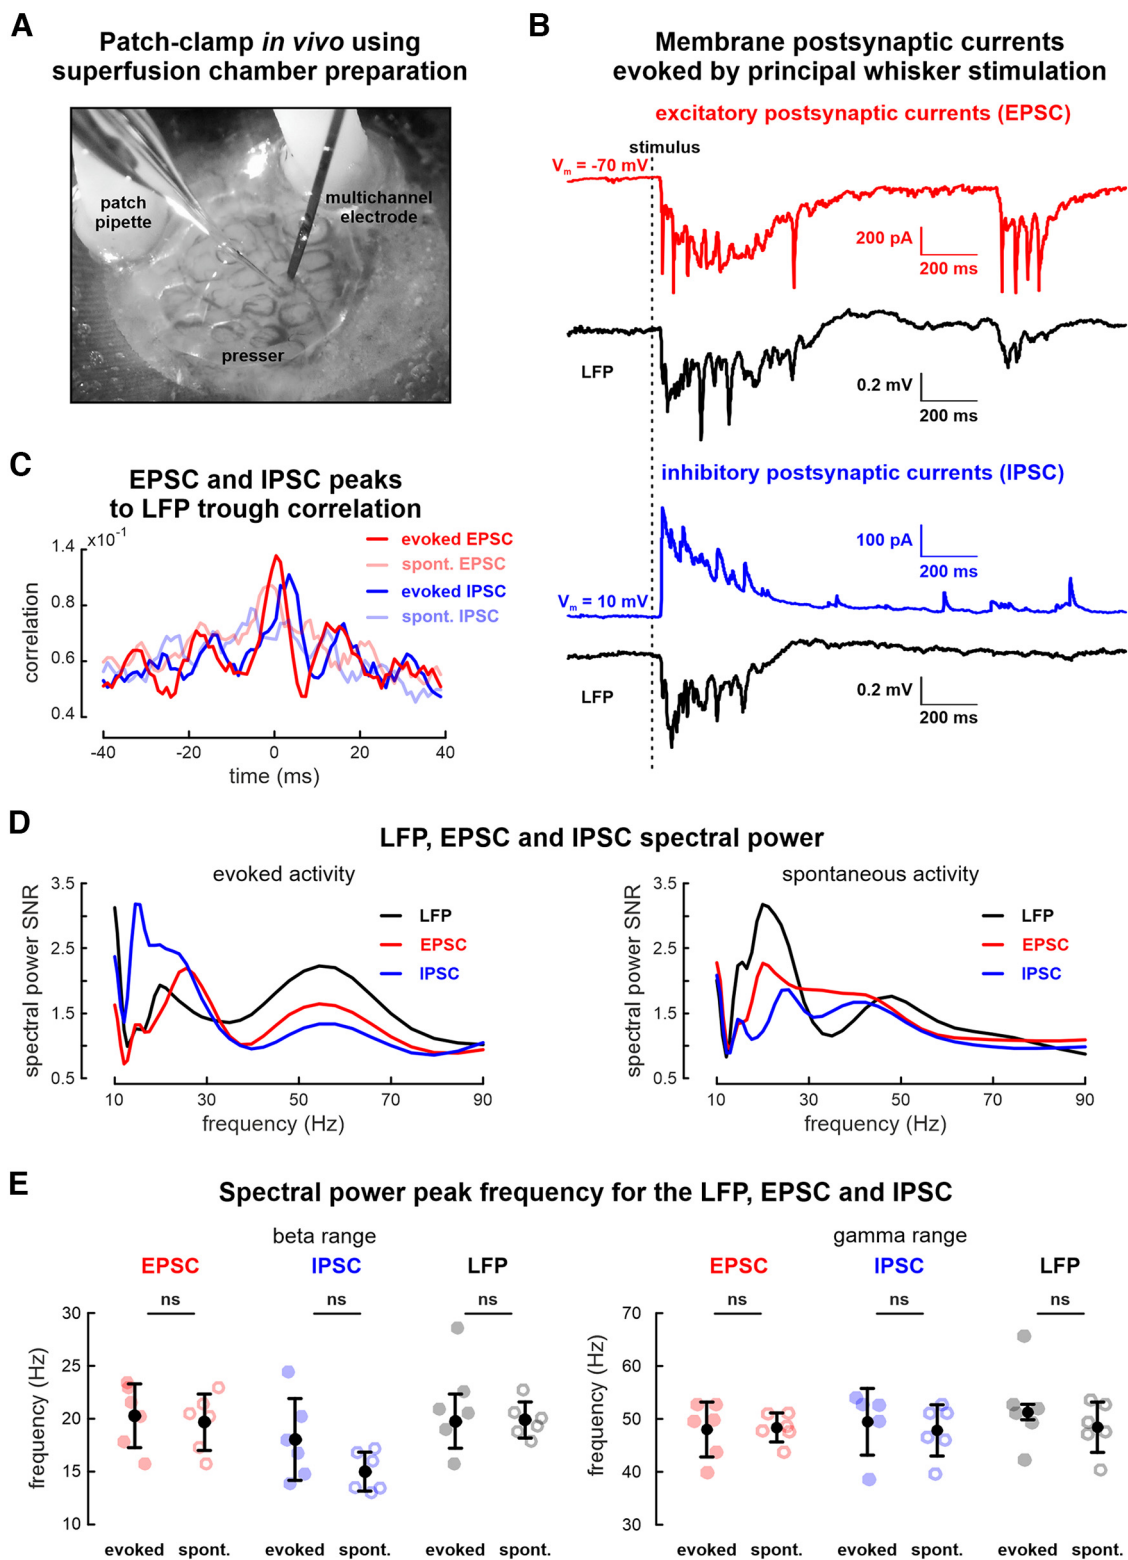 A
Patch-clamp in vivo using
superfusion chamber preparation
patch
pipette
multichannel
electrode
presser
B
Membrane postsynaptic currents
evoked by principal whisker stimulation
excitatory postsynaptic currents (EPSC)
stimulus
Vm = -70 mV
200 pA
200 ms
LFP
0.2 mV
200 ms
inhibitory postsynaptic currents (IPSC)
100 pA
200 ms
Vm = 10 mV
LFP
0.2 mV
200 ms
C
EPSC and IPSC peaks
to LFP trough correlation
x10-1
1.4
0.8
0.6
0.4
correlation
evoked EPSC
spont. EPSC
evoked IPSC
spont. IPSC
-40 -20 0 20 40
time (ms)
D
LFP, EPSC and IPSC spectral power
evoked activity
spectral power SNR
3.5
2.5
1.5
0.5
LFP
EPSC
IPSC
10 30 50 70 90
frequency (Hz)
spontaneous activity
spectral power SNR
3.5
2.5
1.5
0.5
LFP
EPSC
IPSC
10 30 50 70 90
frequency (Hz)
E
Spectral power peak frequency for the LFP, EPSC and IPSC
beta range
EPSC IPSC LFP
ns ns ns
frequency (Hz)
30
25
20
15
10
evoked spont. evoked spont. evoked spont.
gamma range
EPSC IPSC LFP
ns ns ns
frequency (Hz)
70
60
50
40
30
evoked spont. evoked spont. evoked spont.